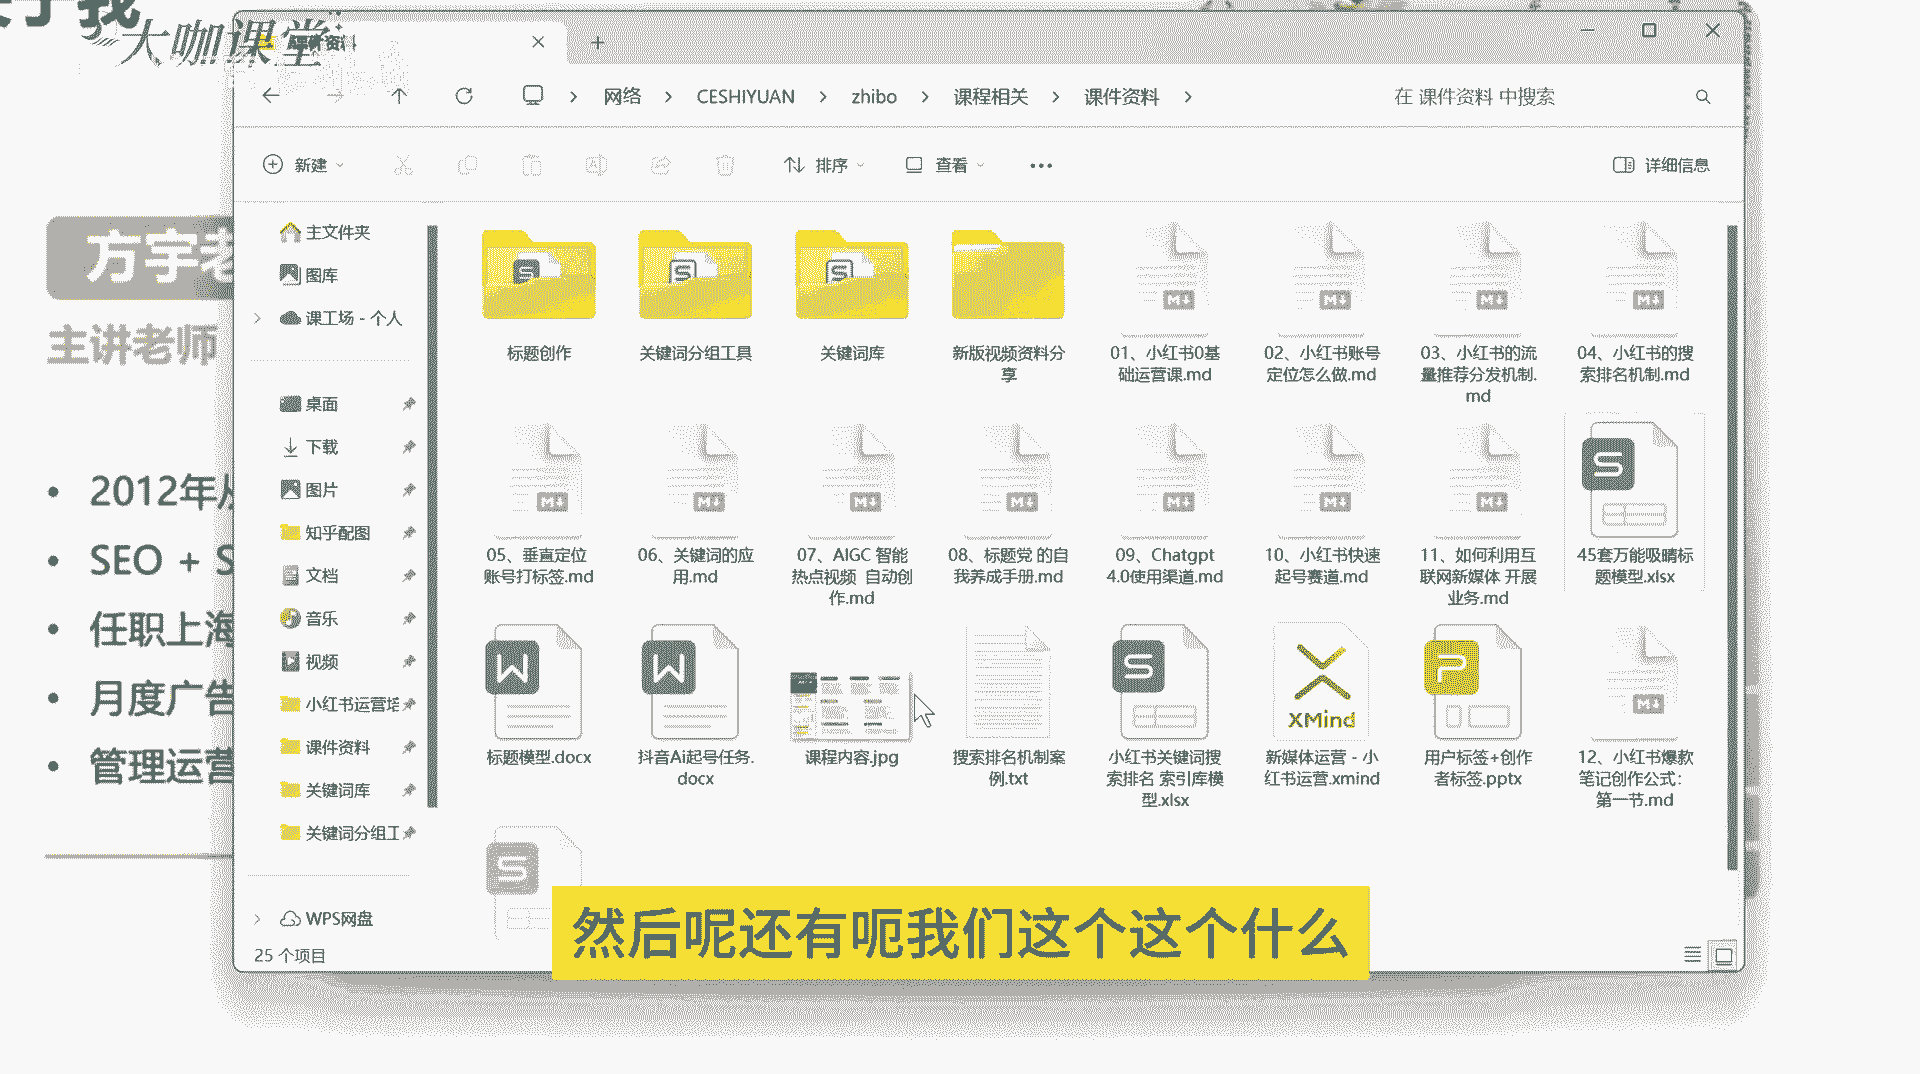 大咖课堂
课件资料
网络 > CESHIYUAN > zhibo > 课程相关 > 课件资料 >
在 课件资料 中搜索
新建
排序
查看
详细信息
方宇老
主讲老师
2012年从
SEO + S
任职上海
月度广告
管理运营
主文件夹
图库
课工场 - 个人
桌面
下载
图片
知乎配图
文档
音乐
视频
小红书运营培
课件资料
关键词库
关键词分组工
WPS网盘
25 个项目
标题创作
关键词分组工具
关键词库
新版视频资料分
享
01、小红书0基
础运营课.md
02、小红书账号
定位怎么做.md
03、小红书的流
量推荐分发机制.
md
04、小红书的搜
索排名机制.md
05、垂直定位
账号打标签.md
06、关键词的应
用.md
07、AIGC 智能
热点视频 自动创
作.md
08、标题党 的自
我养成手册.md
09、Chatgpt
4.0使用渠道.md
10、小红书快速
起号赛道.md
11、如何利用互
联网新媒体 开展
业务.md
45套万能吸睛标
题模型.xlsx
标题模型.docx
抖音Ai起号任务.
docx
课程内容.jpg
搜索排名机制案
例.txt
小红书关键词搜
索排名 索引库模
型.xlsx
XMind
新媒体运营 - 小
红书运营.xmind
用户标签+创作
者标签.pptx
12、小红书爆款
笔记创作公式：
第一节.md
然后呢还有呃我们这个这个什么